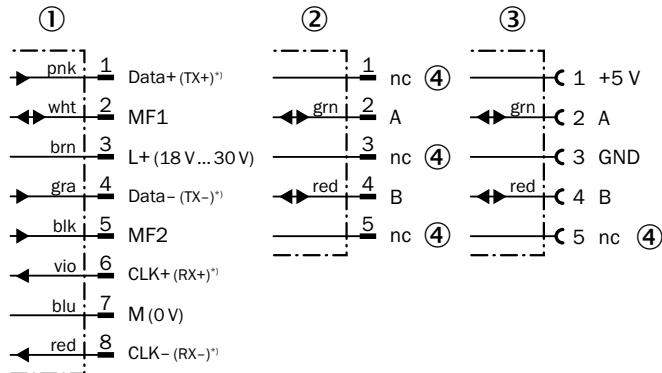 ① ② ③
pnk 1 Data+ (TX+)*)
wht 2 MF1
brn 3 L+ (18 V ... 30 V)
gra 4 Data– (TX–)*)
blk 5 MF2
vio 6 CLK+ (RX+)*)
blu 7 M (0 V)
red 8 CLK– (RX–)*)
1 nc ④
grn 2 A
3 nc ④
red 4 B
5 nc ④
1 +5 V
grn 2 A
3 GND
red 4 B
5 nc ④